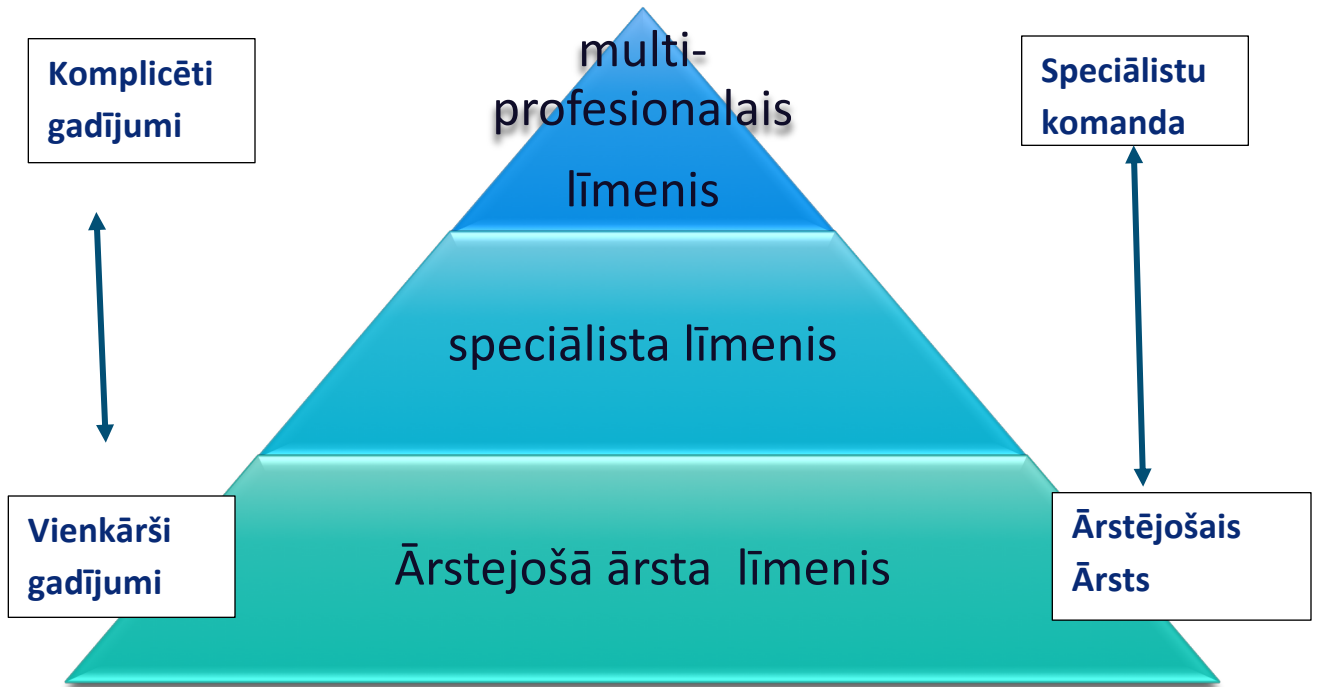 multi-
profesionalais
līmenis
Komplicēti
gadījumi
Speciālistu
komanda
speciālista līmenis
Vienkārši
gadījumi
Ārstejošā ārsta  līmenis
Ārstējošais
Ārsts